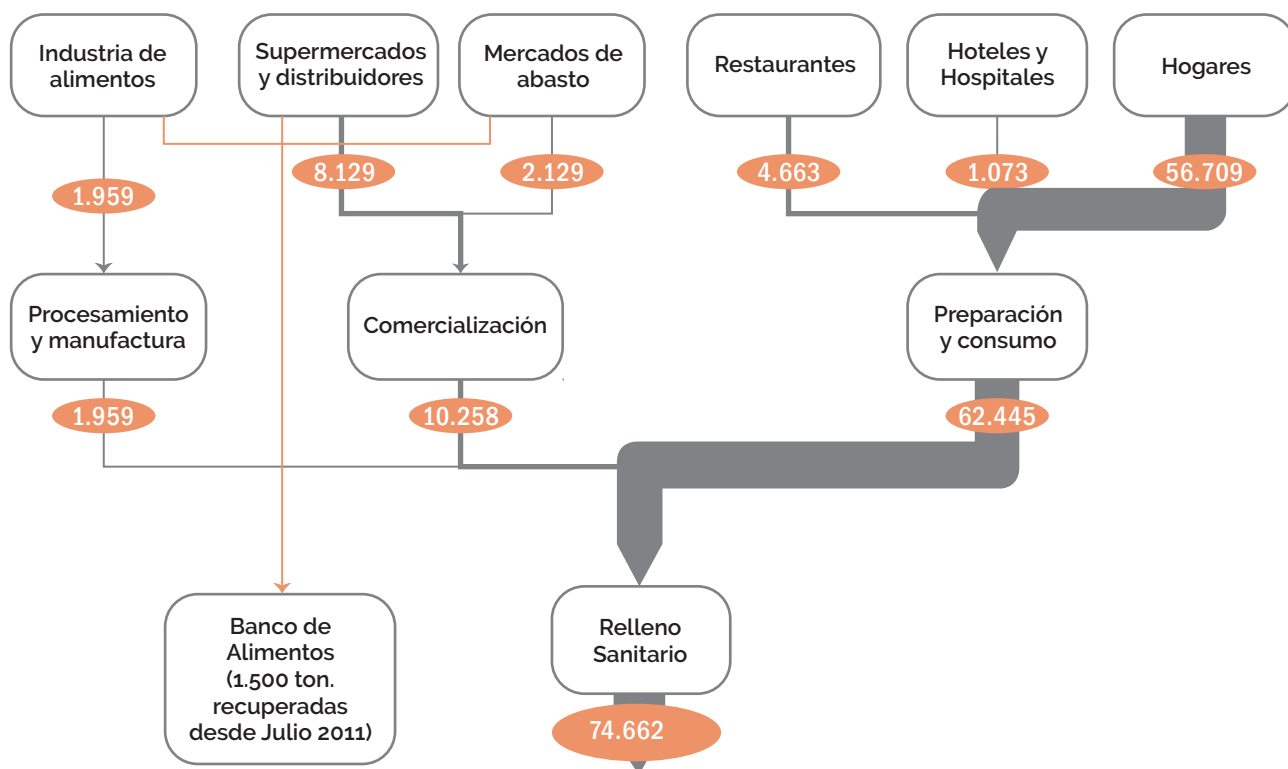 Industria de
alimentos
Supermercados
y distribuidores
Mercados de
abasto
Restaurantes
Hoteles y
Hospitales
Hogares
1.959
8.129
2.129
4.663
1.073
56.709
Procesamiento
y manufactura
Comercialización
Preparación
y consumo
1.959
10.258
62.445
Banco de
Alimentos
(1.500 ton.
recuperadas
desde Julio 2011)
Relleno
Sanitario
74.662